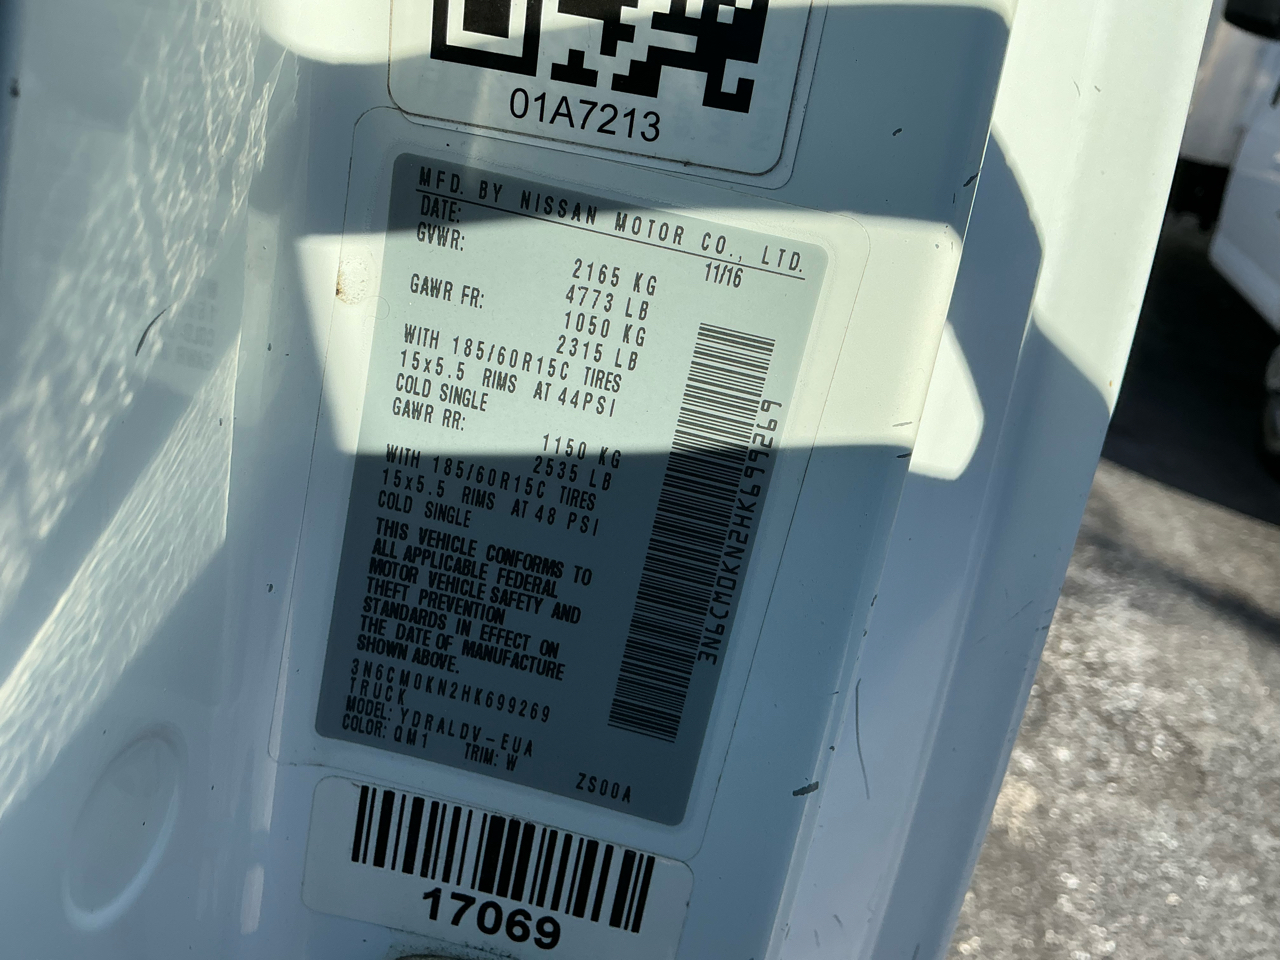 01A7213
MFD. BY NISSAN MOTOR CO., LTD.
DATE: 11/16
GVWR: 2165 KG
4773 LB
GAWR FR: 1050 KG
2315 LB
WITH 185/60R15C TIRES
15x5.5 RIMS AT 44PSI
COLD SINGLE
GAWR RR: 1150 KG
2535 LB
WITH 185/60R15C TIRES
15x5.5 RIMS AT 48 PSI
COLD SINGLE
THIS VEHICLE CONFORMS TO
ALL APPLICABLE FEDERAL
MOTOR VEHICLE SAFETY AND
THEFT PREVENTION
STANDARDS IN EFFECT ON
THE DATE OF MANUFACTURE
SHOWN ABOVE.
3N6CM0KN2HK699269
TRUCK
MODEL: YDRALDV-EUA
COLOR: QM1 TRIM: W ZS00A
3N6CM0KN2HK699269
17069